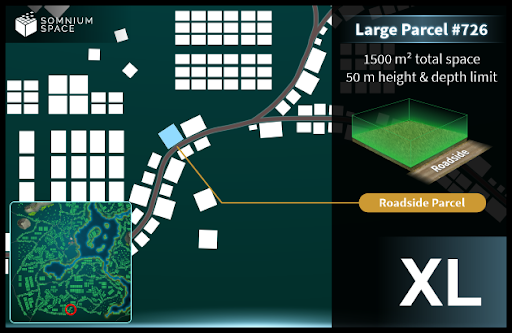 SOMNIUM
SPACE
Large Parcel #726
1500 m² total space
50 m height & depth limit
Roadside
Roadside Parcel
XL